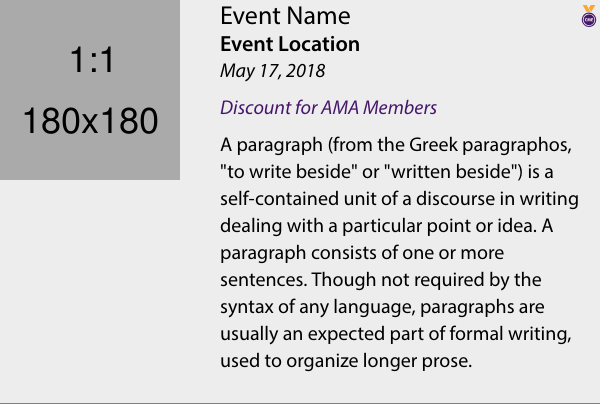 1:1
180x180
Event Name
Event Location
May 17, 2018
Discount for AMA Members
A paragraph (from the Greek paragraphos,
"to write beside" or "written beside") is a
self-contained unit of a discourse in writing
dealing with a particular point or idea. A
paragraph consists of one or more
sentences. Though not required by the
syntax of any language, paragraphs are
usually an expected part of formal writing,
used to organize longer prose.